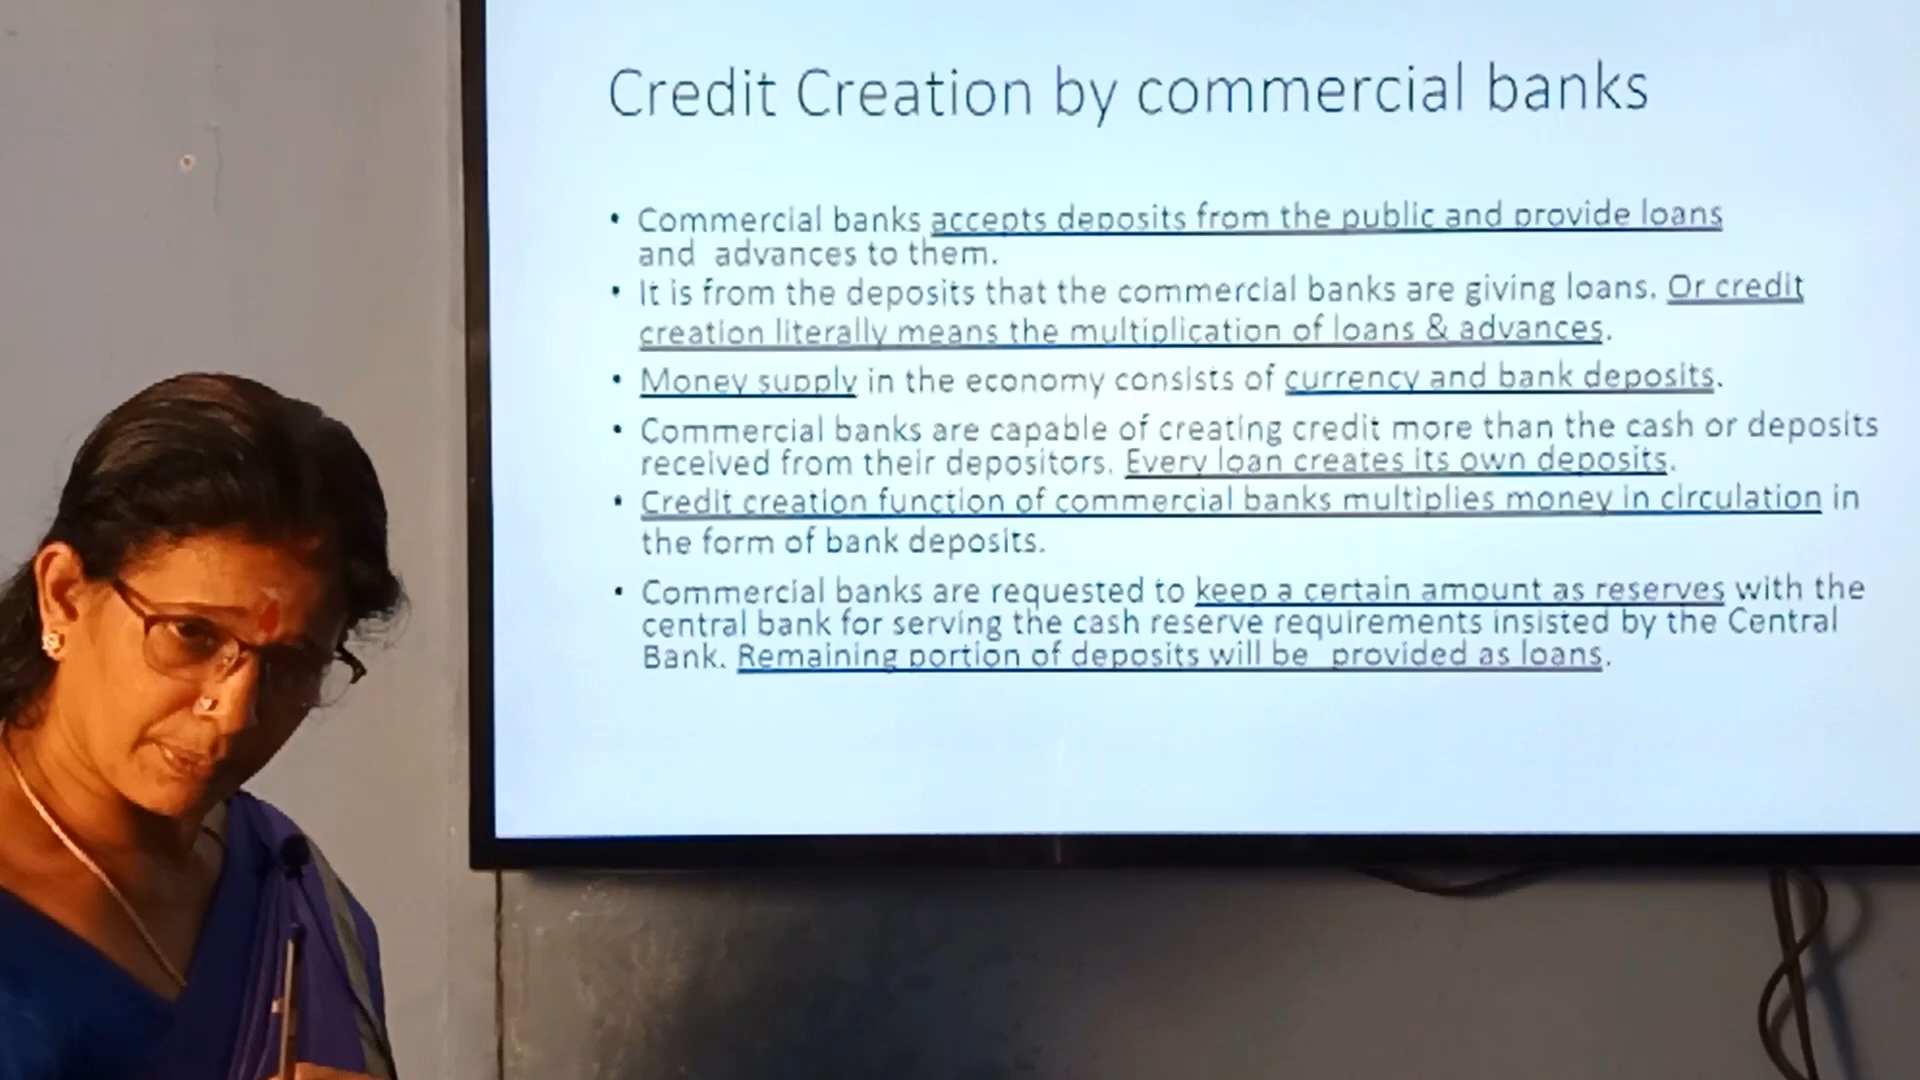 Credit Creation by commercial banks
• Commercial banks accepts deposits from the public and provide loans
and advances to them.
• It is from the deposits that the commercial banks are giving loans. Or credit
creation literally means the multiplication of loans & advances.
• Money supply in the economy consists of currency and bank deposits.
• Commercial banks are capable of creating credit more than the cash or deposits
received from their depositors. Every loan creates its own deposits.
• Credit creation function of commercial banks multiplies money in circulation in
the form of bank deposits.
• Commercial banks are requested to keep a certain amount as reserves with the
central bank for serving the cash reserve requirements insisted by the Central
Bank. Remaining portion of deposits will be provided as loans.